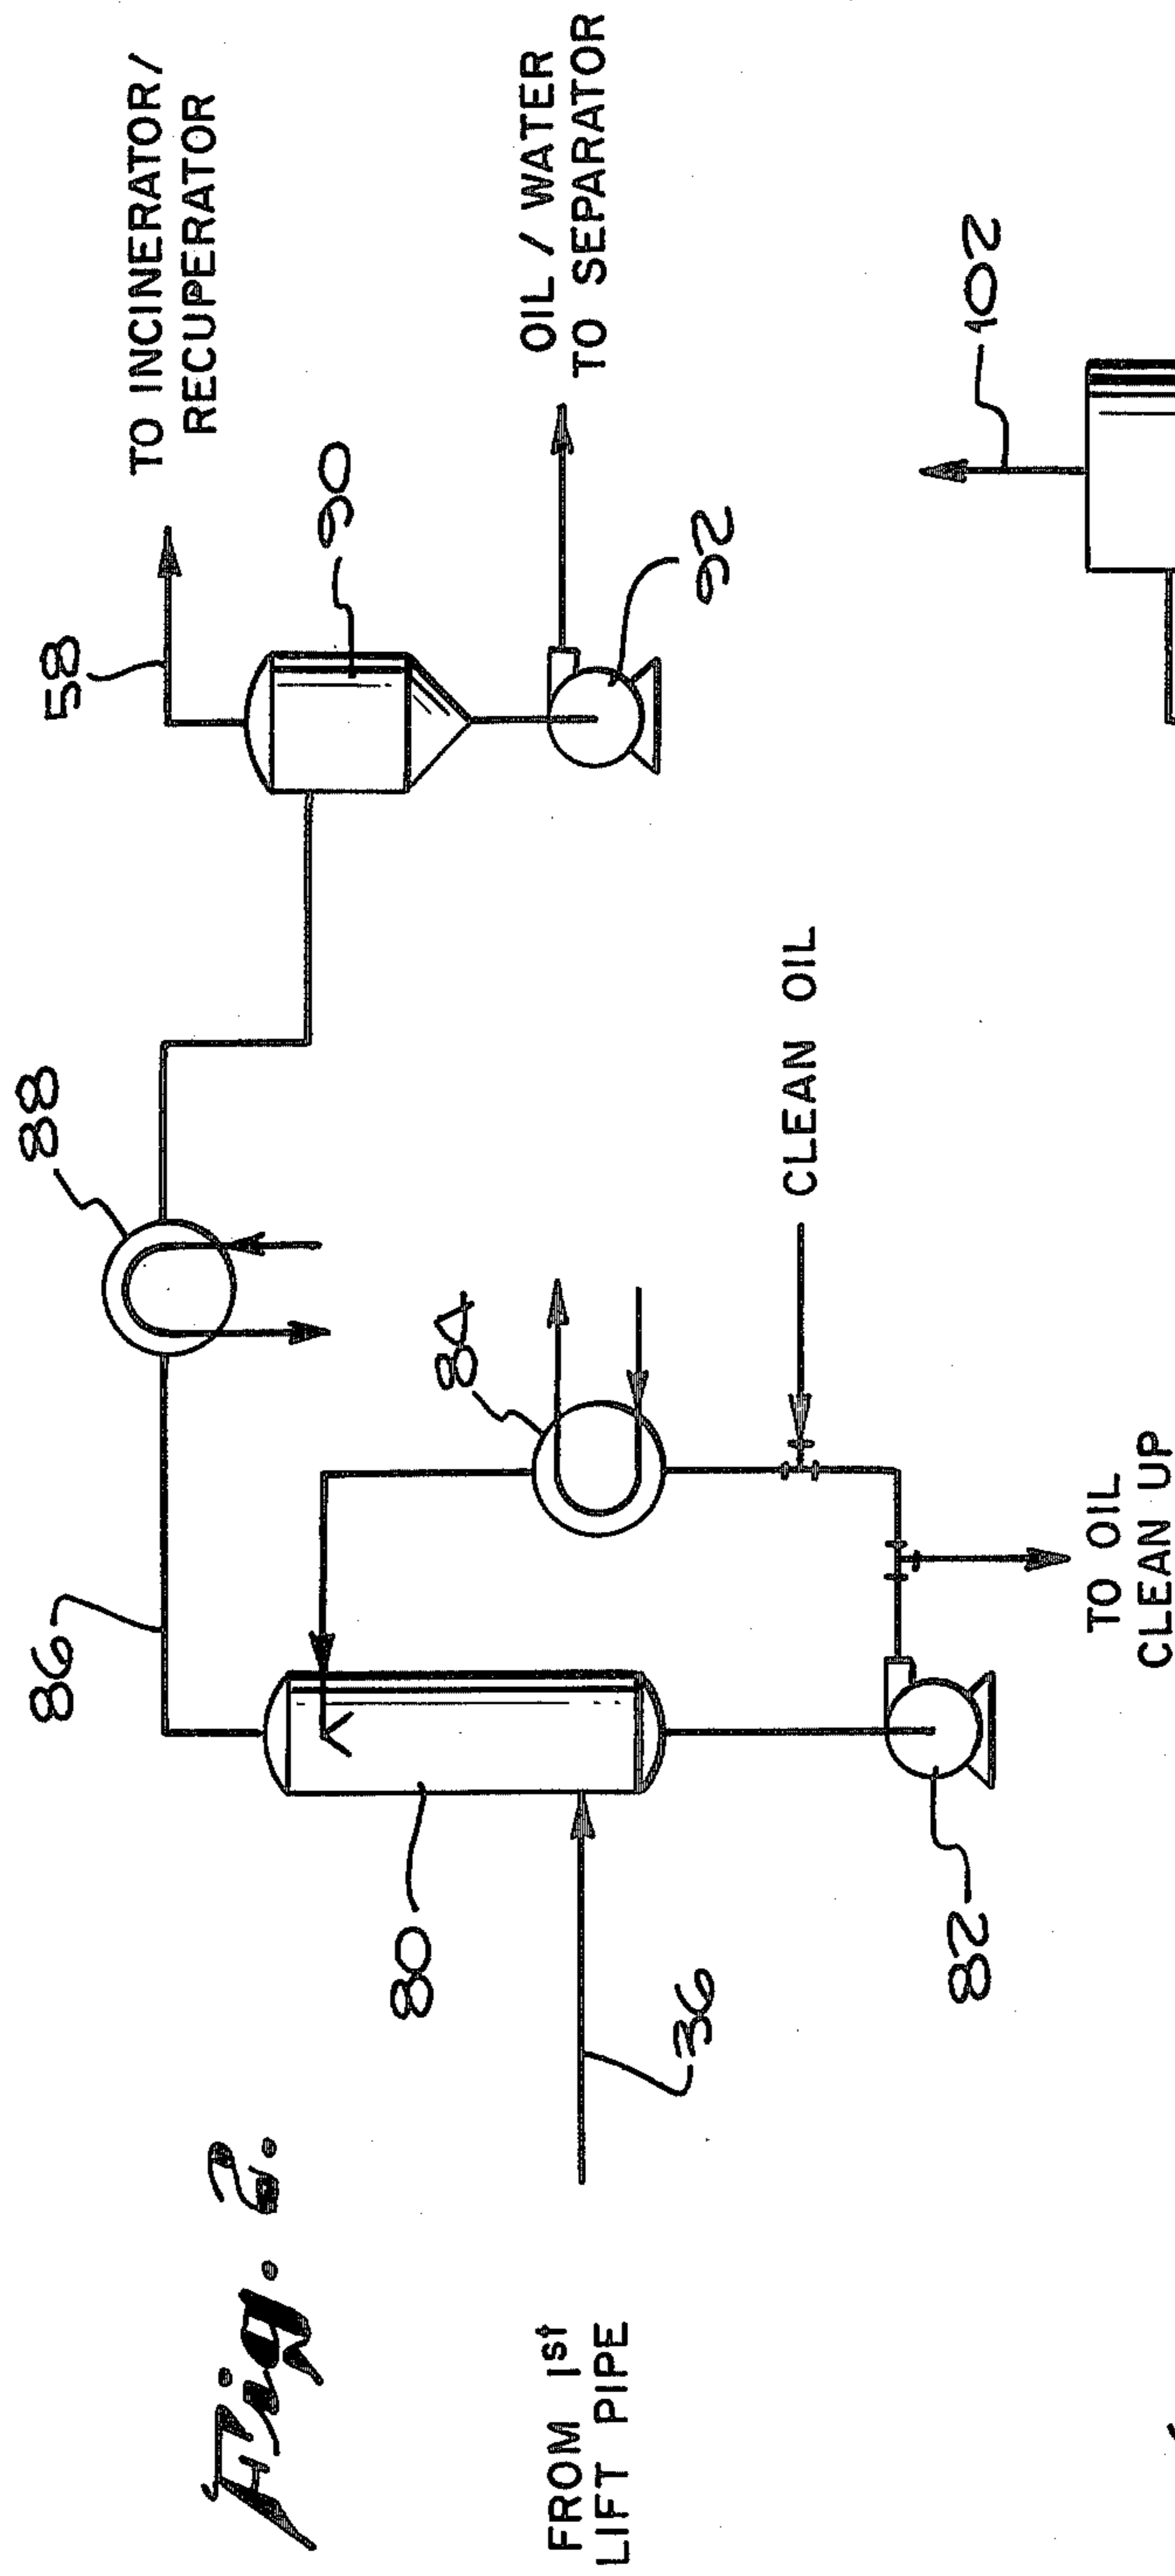 Fig. 2.
TO INCINERATOR/
RECUPERATOR
58
90
OIL / WATER
TO SEPARATOR
92
88
86
84
CLEAN OIL
80
82
TO OIL
CLEAN UP
36
FROM 1st
LIFT PIPE
102